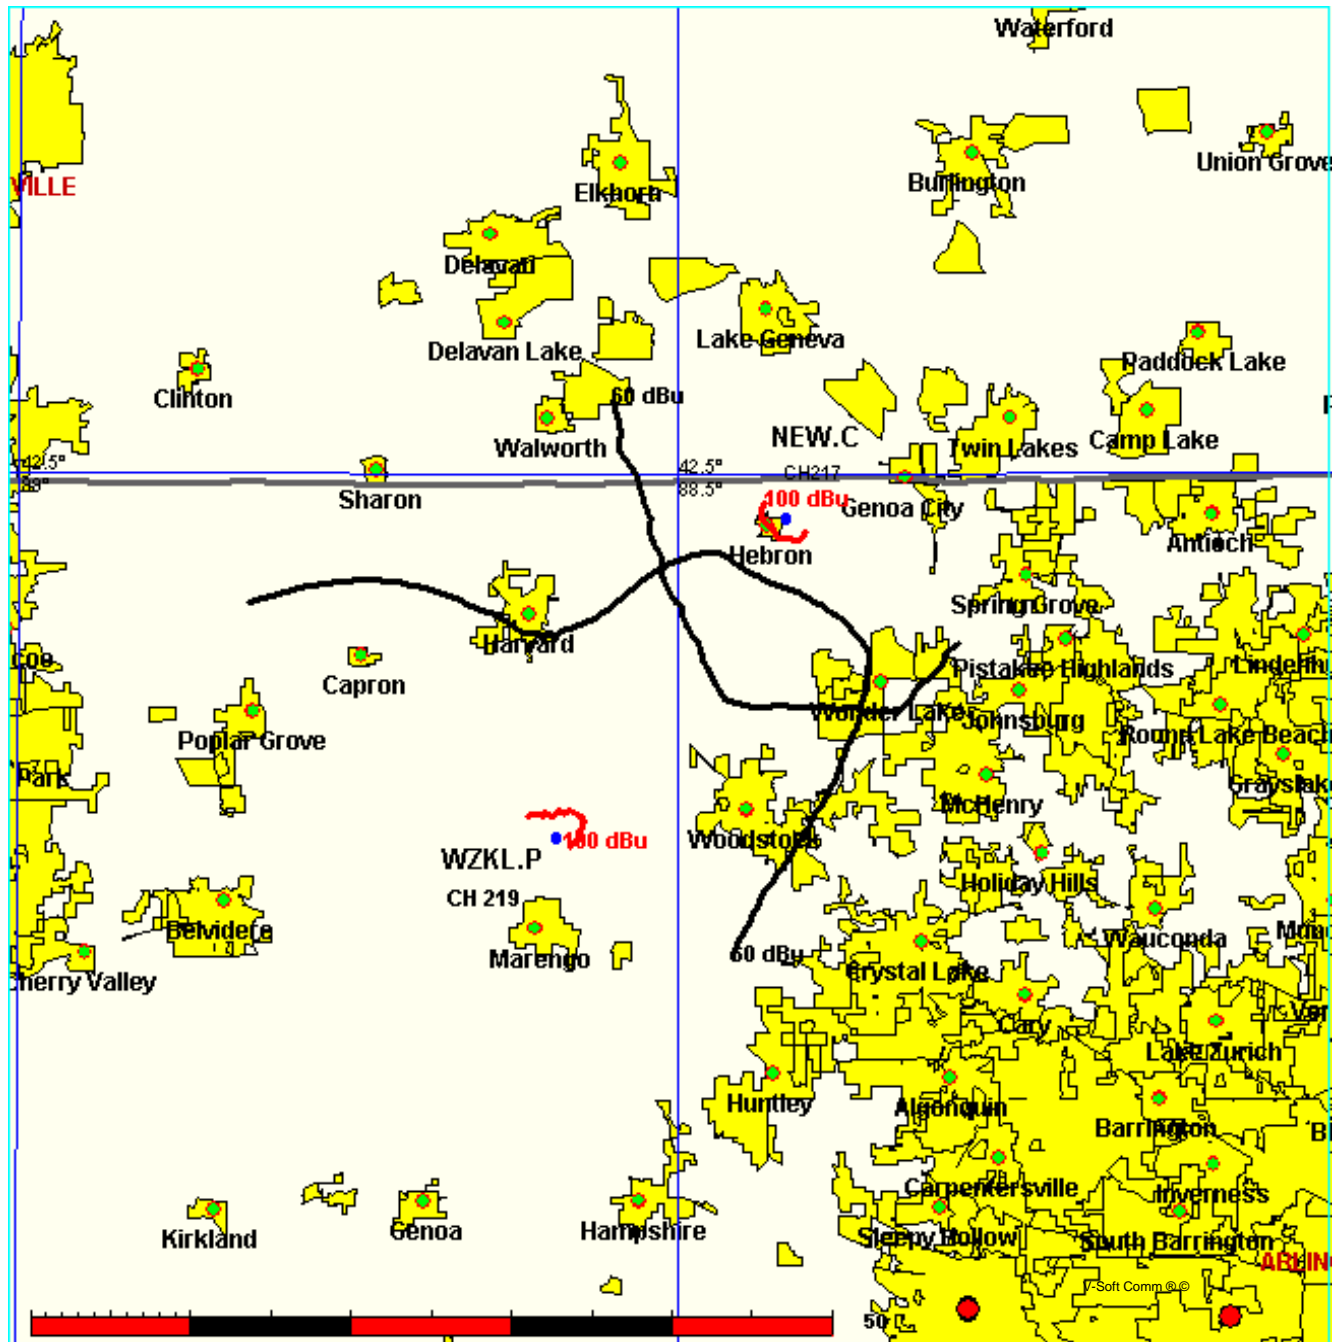 Waterford
Union Grove
VILLE
Elkhorn
Burlington
Delavan
Delavan Lake
Lake Geneva
Paddock Lake
Clinton
60 dBu
Walworth
NEW.C
Twin Lakes
Camp Lake
42.5°
89°
42.5°
88.5°
CH217
Sharon
100 dBu
Genoa City
Antioch
Hebron
Spring Grove
Harvard
Pistakee Highlands
Capron
Wonder Lake
Johnsburg
Round Lake Beach
Poplar Grove
Park
Grayslake
McHenry
Woodstock
100 dBu
WZKL.P
CH 219
Holiday Hills
Belvidere
Wauconda
Marengo
60 dBu
Crystal Lake
Cherry Valley
Cary
Lake Zurich
Huntley
Algonquin
Barrington
Carpentersville
Inverness
Kirkland
Genoa
Hampshire
Sleepy Hollow
South Barrington
ARLIN
V-Soft Comm ® ©
50